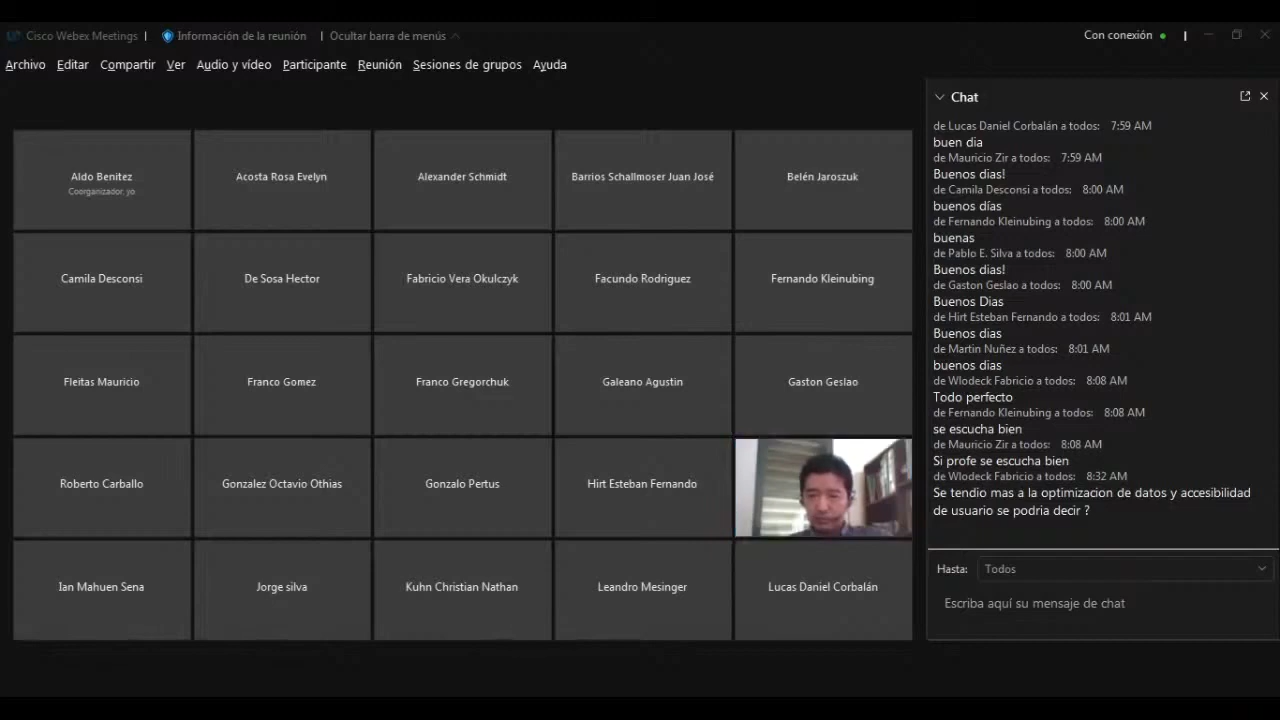 Cisco Webex Meetings | Información de la reunión | Ocultar barra de menús
Con conexión
Archivo Editar Compartir Ver Audio y vídeo Participante Reunión Sesiones de grupos Ayuda
Aldo Benitez
Coorganizador, yo
Acosta Rosa Evelyn
Alexander Schmidt
Barrios Schallmoser Juan José
Belén Jaroszuk
Camila Desconsi
De Sosa Hector
Fabricio Vera Okulczyk
Facundo Rodriguez
Fernando Kleinubing
Fleitas Mauricio
Franco Gomez
Franco Gregorchuk
Galeano Agustin
Gaston Geslao
Roberto Carballo
Gonzalez Octavio Othias
Gonzalo Pertus
Hirt Esteban Fernando
Ian Mahuen Sena
Jorge silva
Kuhn Christian Nathan
Leandro Mesinger
Lucas Daniel Corbalán
Chat
de Lucas Daniel Corbalán a todos: 7:59 AM
buen dia
de Mauricio Zir a todos: 7:59 AM
Buenos dias!
de Camila Desconsi a todos: 8:00 AM
buenos días
de Fernando Kleinubing a todos: 8:00 AM
buenas
de Pablo E. Silva a todos: 8:00 AM
Buenos dias!
de Gaston Geslao a todos: 8:00 AM
Buenos Dias
de Hirt Esteban Fernando a todos: 8:01 AM
Buenos dias
de Martin Nuñez a todos: 8:01 AM
buenos dias
de Wlodeck Fabricio a todos: 8:08 AM
Todo perfecto
de Fernando Kleinubing a todos: 8:08 AM
se escucha bien
de Mauricio Zir a todos: 8:08 AM
Si profe se escucha bien
de Wlodeck Fabricio a todos: 8:32 AM
Se tendio mas a la optimizacion de datos y accesibilidad
de usuario se podria decir ?
Hasta: Todos
Escriba aquí su mensaje de chat